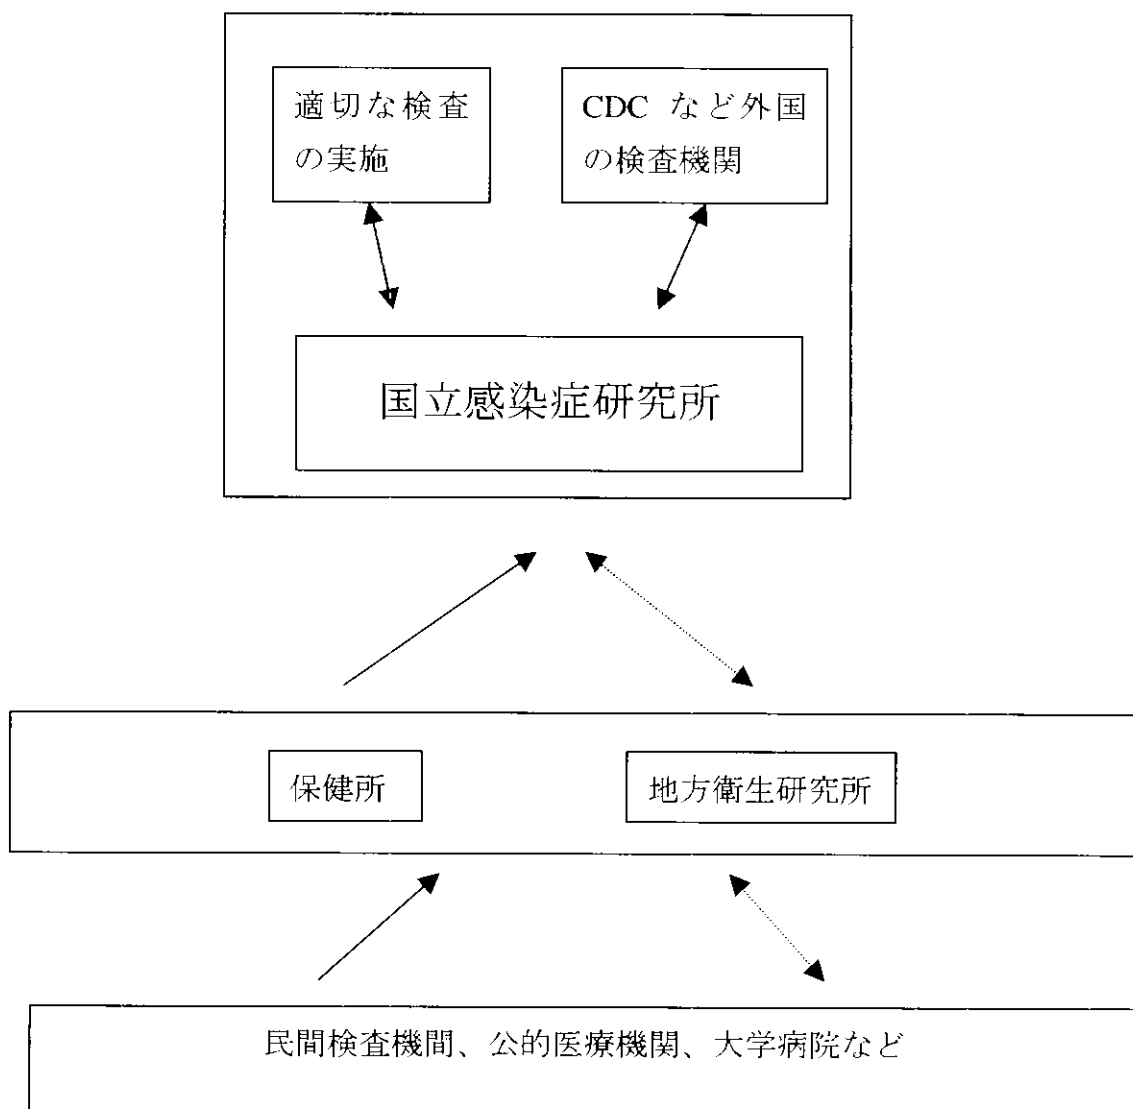 適切な検査
の実施
CDC など外国
の検査機関
国立感染症研究所
保健所
地方衛生研究所
民間検査機間、公的医療機関、大学病院など